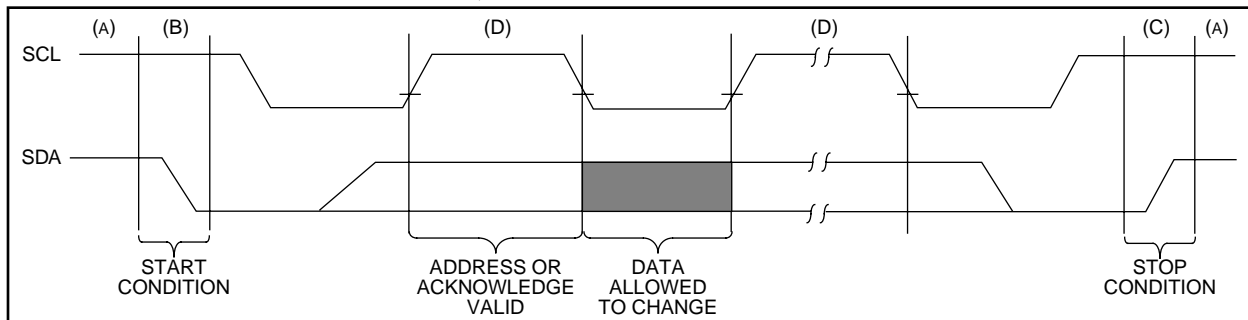 (A) (B) (D) (D) (C) (A)
SCL
SDA
START
CONDITION
ADDRESS OR
ACKNOWLEDGE
VALID
DATA
ALLOWED
TO CHANGE
STOP
CONDITION